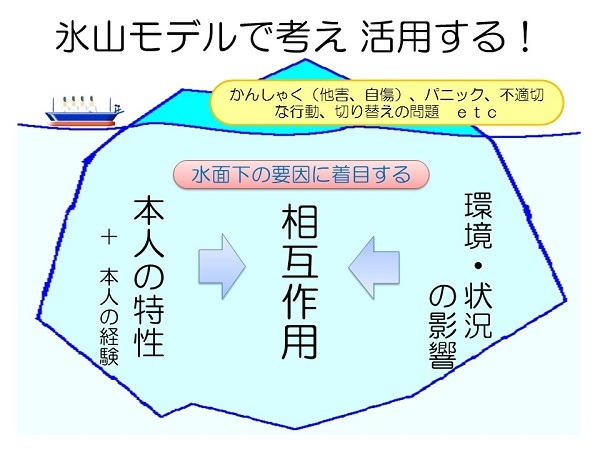 氷山モデルで考え 活用する!
かんしゃく(他害、自傷)、パニック、不適切
な行動、切り替えの問題 etc
水面下の要因に着目する
本人の特性
+ 本人の経験
相互作用
環境・状況
の影響